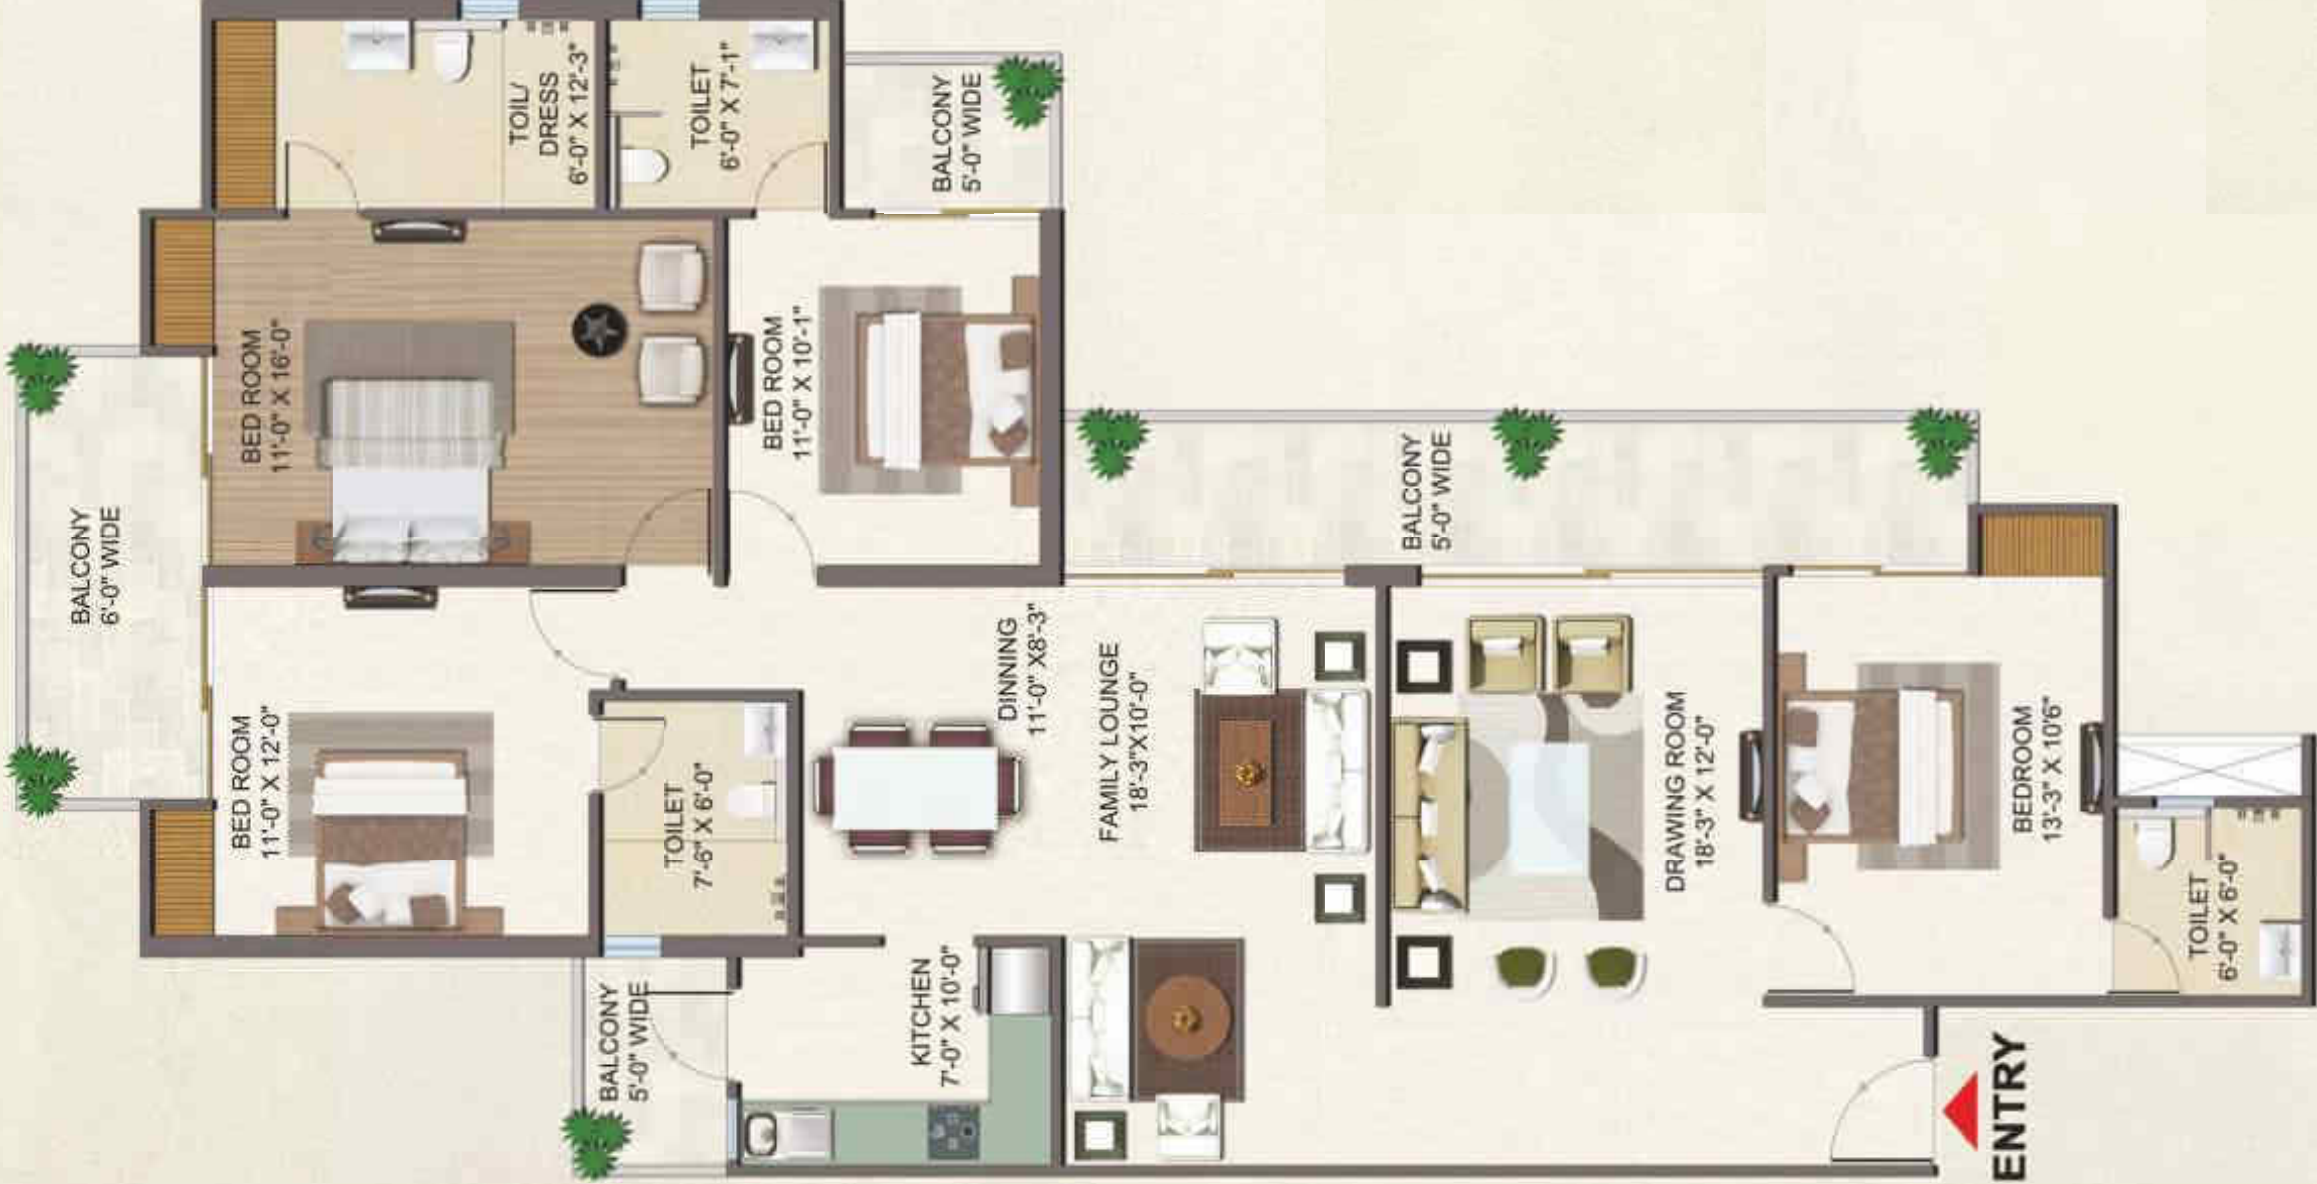 TOIL/
DRESS
6'-0" X 12'-3"
TOILET
6'-0" X 7'-1"
BALCONY
5'-0" WIDE
BED ROOM
11'-0" X 16'-0"
BED ROOM
11'-0" X 10'-1"
BALCONY
6'-0" WIDE
BALCONY
5'-0" WIDE
BED ROOM
11'-0" X 12'-0"
TOILET
7'-6" X 6'-0"
DINNING
11'-0" X8'-3"
FAMILY LOUNGE
18'-3"X10'-0"
DRAWING ROOM
18'-3" X 12'-0"
BEDROOM
13'-3" X 10'6"
TOILET
6'-0" X 6'-0"
BALCONY
5'-0" WIDE
KITCHEN
7'-0" X 10'-0"
ENTRY